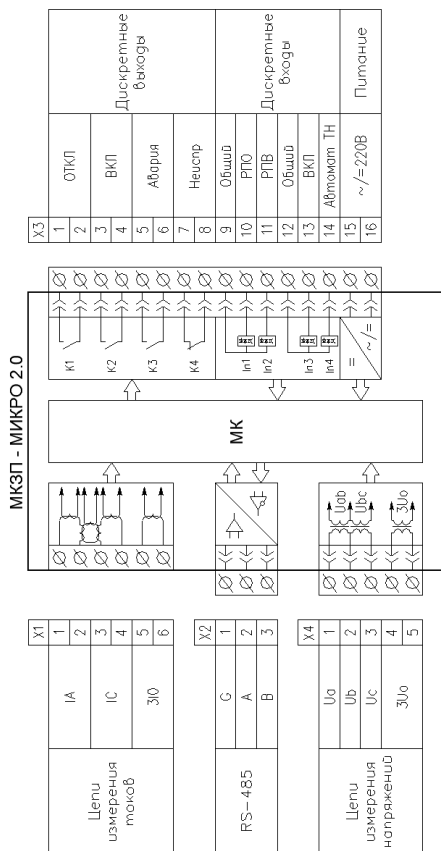 МКЗП - МИКРО 2.0
Цепи
измерения
токов
X1
IA
1
2
IC
3
4
3I0
5
6
RS-485
X2
G
1
A
2
B
3
Цепи
измерения
напряжений
X4
Ua
1
Ub
2
Uc
3
3Uo
4
5
Uab
Ubc
3Uo
МК
K1
K2
K3
K4
In1
In2
In3
In4
=
~/=
X3
1
2
ОТКЛ
3
4
ВКЛ
5
6
Авария
7
8
Неиспр
Дискретные
выходы
9
Общий
10
РПО
11
РПВ
12
Общий
13
ВКЛ
14
Автомат ТН
Дискретные
входы
15
16
~/=220В
Питание